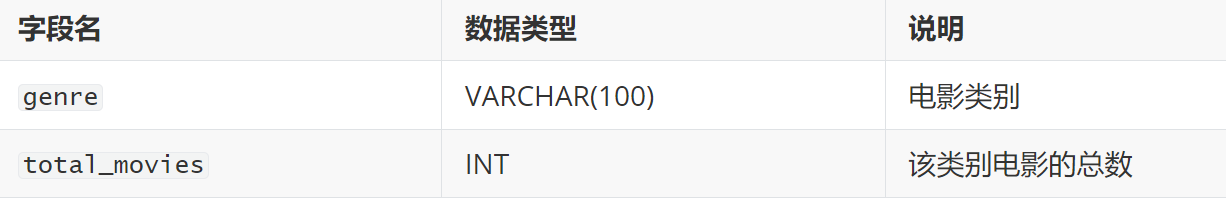 字段名 数据类型 说明
genre VARCHAR(100) 电影类别
total_movies INT 该类别电影的总数